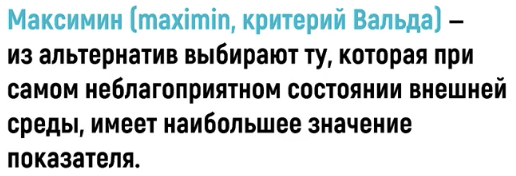 Максимин (maximin, критерий Вальда) –
из альтернатив выбирают ту, которая при
самом неблагоприятном состоянии внешней
среды, имеет наибольшее значение
показателя.